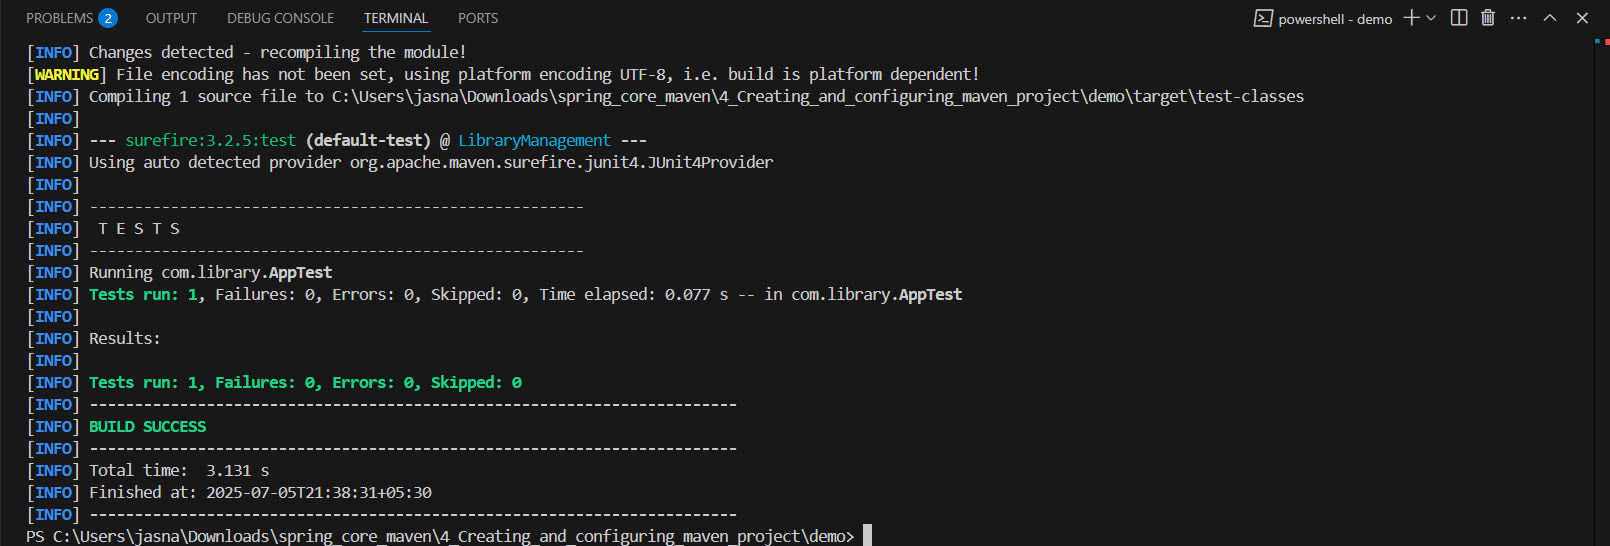 PROBLEMS 2 OUTPUT DEBUG CONSOLE TERMINAL PORTS powershell - demo
[INFO] Changes detected - recompiling the module!
[WARNING] File encoding has not been set, using platform encoding UTF-8, i.e. build is platform dependent!
[INFO] Compiling 1 source file to C:\Users\jasna\Downloads\spring_core_maven\4_Creating_and_configuring_maven_project\demo\target\test-classes
[INFO]
[INFO] --- surefire:3.2.5:test (default-test) @ LibraryManagement ---
[INFO] Using auto detected provider org.apache.maven.surefire.junit4.JUnit4Provider
[INFO]
[INFO] -------------------------------------------------------
[INFO]  T E S T S
[INFO] -------------------------------------------------------
[INFO] Running com.library.AppTest
[INFO] Tests run: 1, Failures: 0, Errors: 0, Skipped: 0, Time elapsed: 0.077 s -- in com.library.AppTest
[INFO]
[INFO] Results:
[INFO]
[INFO] Tests run: 1, Failures: 0, Errors: 0, Skipped: 0
[INFO] ------------------------------------------------------------------------
[INFO] BUILD SUCCESS
[INFO] ------------------------------------------------------------------------
[INFO] Total time:  3.131 s
[INFO] Finished at: 2025-07-05T21:38:31+05:30
[INFO] ------------------------------------------------------------------------
PS C:\Users\jasna\Downloads\spring_core_maven\4_Creating_and_configuring_maven_project\demo>